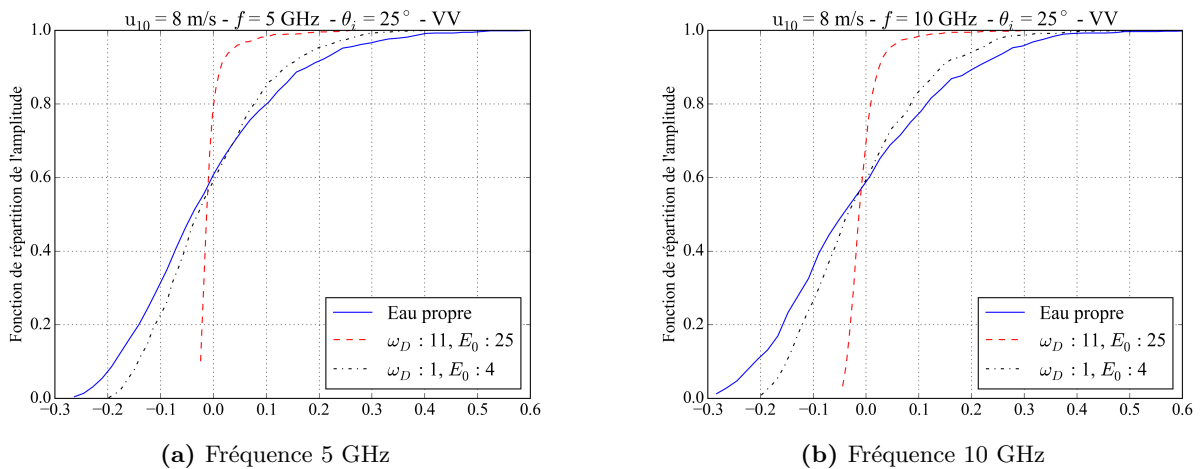 u10 = 8 m/s - f = 5 GHz - θi = 25° - VV
Fonction de répartition de l'amplitude
1.0
0.8
0.6
0.4
0.2
0.0
−0.3 −0.2 −0.1 0.0 0.1 0.2 0.3 0.4 0.5 0.6
Eau propre
ωD : 11, E0 : 25
ωD : 1, E0 : 4
(a) Fréquence 5 GHz
u10 = 8 m/s - f = 10 GHz - θi = 25° - VV
Fonction de répartition de l'amplitude
1.0
0.8
0.6
0.4
0.2
0.0
−0.3 −0.2 −0.1 0.0 0.1 0.2 0.3 0.4 0.5 0.6
Eau propre
ωD : 11, E0 : 25
ωD : 1, E0 : 4
(b) Fréquence 10 GHz